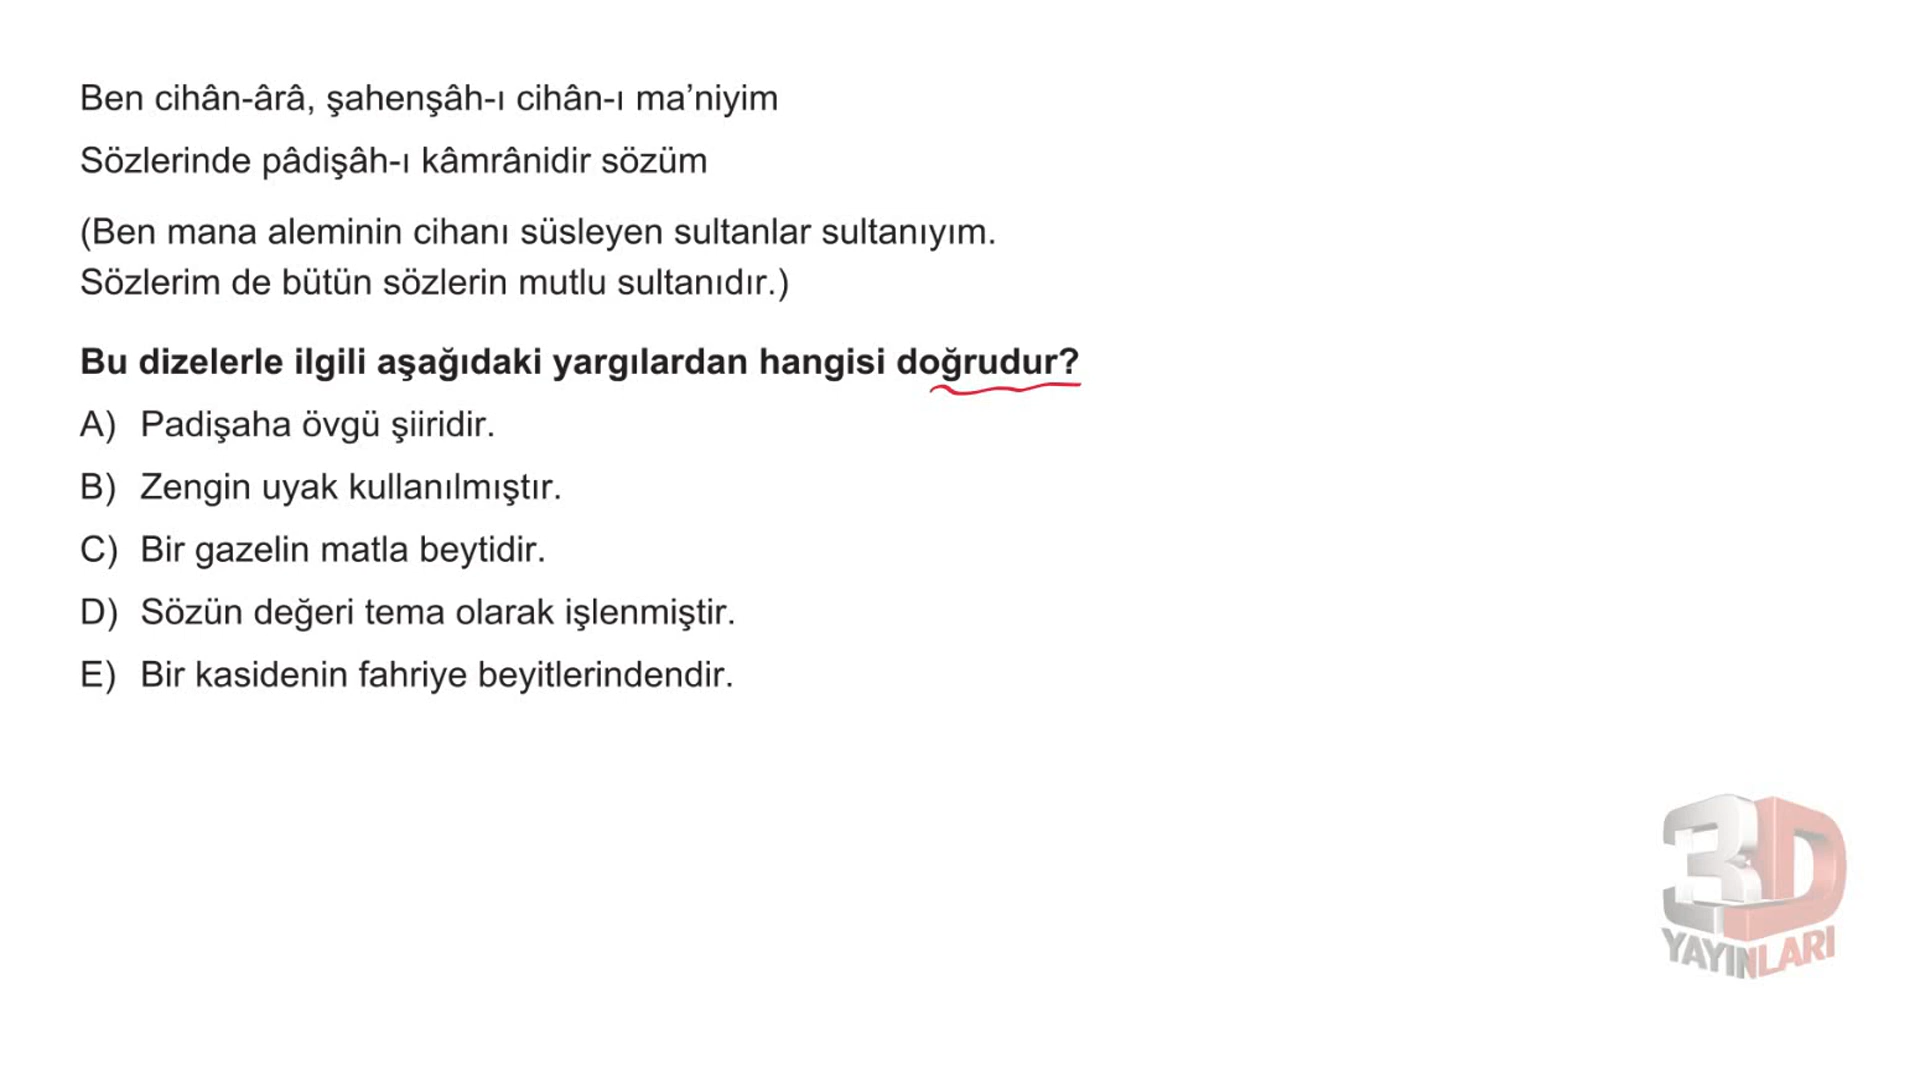 Ben cihân-ârâ, şahenşâh-ı cihân-ı ma’niyim
Sözlerinde pâdişâh-ı kâmrânidir sözüm
(Ben mana aleminin cihanı süsleyen sultanlar sultanıyım.
Sözlerim de bütün sözlerin mutlu sultanıdır.)
Bu dizelerle ilgili aşağıdaki yargılardan hangisi doğrudur?
A) Padişaha övgü şiiridir.
B) Zengin uyak kullanılmıştır.
C) Bir gazelin matla beytidir.
D) Sözün değeri tema olarak işlenmiştir.
E) Bir kasidenin fahriye beyitlerindendir.
3D
YAYINLARI